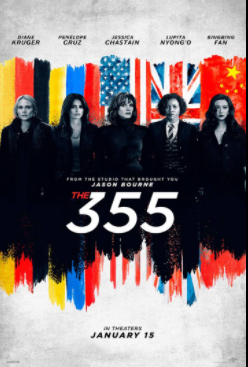 DIANE KRUGER
PENÉLOPE CRUZ
JESSICA CHASTAIN
LUPITA NYONG'O
BINGBING FAN
FROM THE STUDIO THAT BROUGHT YOU
JASON BOURNE
THE
355
IN THEATERS
JANUARY 15